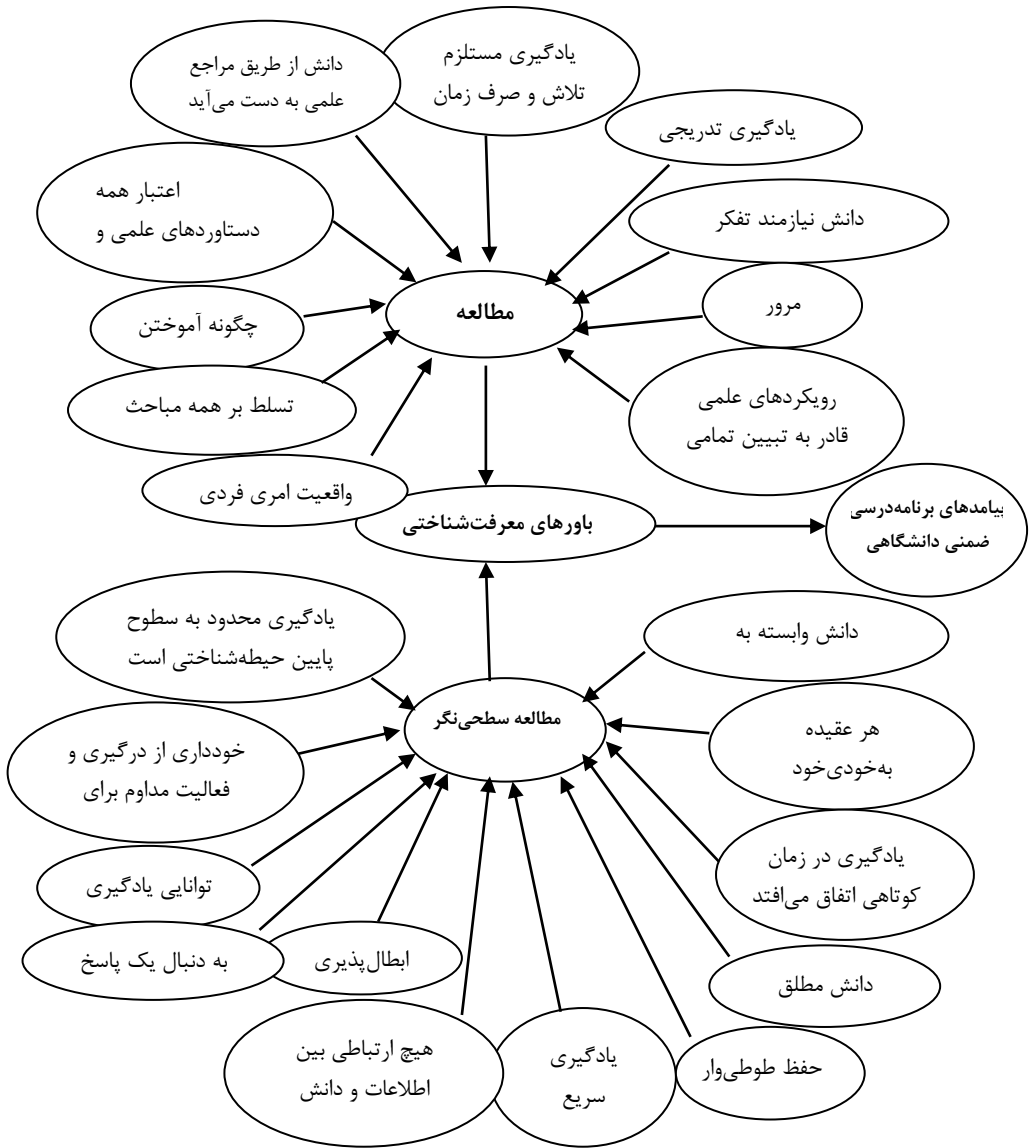 یادگیری مستلزم
تلاش و صرف زمان
دانش از طریق مراجع
علمی به دست می‌آید
یادگیری تدریجی
اعتبار همه
دستاوردهای علمی و
دانش نیازمند تفکر
مرور
مطالعه
چگونه آموختن
رویکردهای علمی
قادر به تبیین تمامی
تسلط بر همه مباحث
واقعیت امری فردی
باورهای معرفت‌شناختی
پیامدهای برنامه‌درسی
ضمنی دانشگاهی
دانش وابسته به
یادگیری محدود به سطوح
پایین حیطه‌شناختی است
مطالعه سطحی‌نگر
هر عقیده
به‌خودی‌خود
خودداری از درگیری و
فعالیت مداوم برای
یادگیری در زمان
کوتاهی اتفاق می‌افتد
توانایی یادگیری
به دنبال یک پاسخ
ابطال‌پذیری
دانش مطلق
هیچ ارتباطی بین
اطلاعات و دانش
یادگیری
سریع
حفظ طوطی‌وار